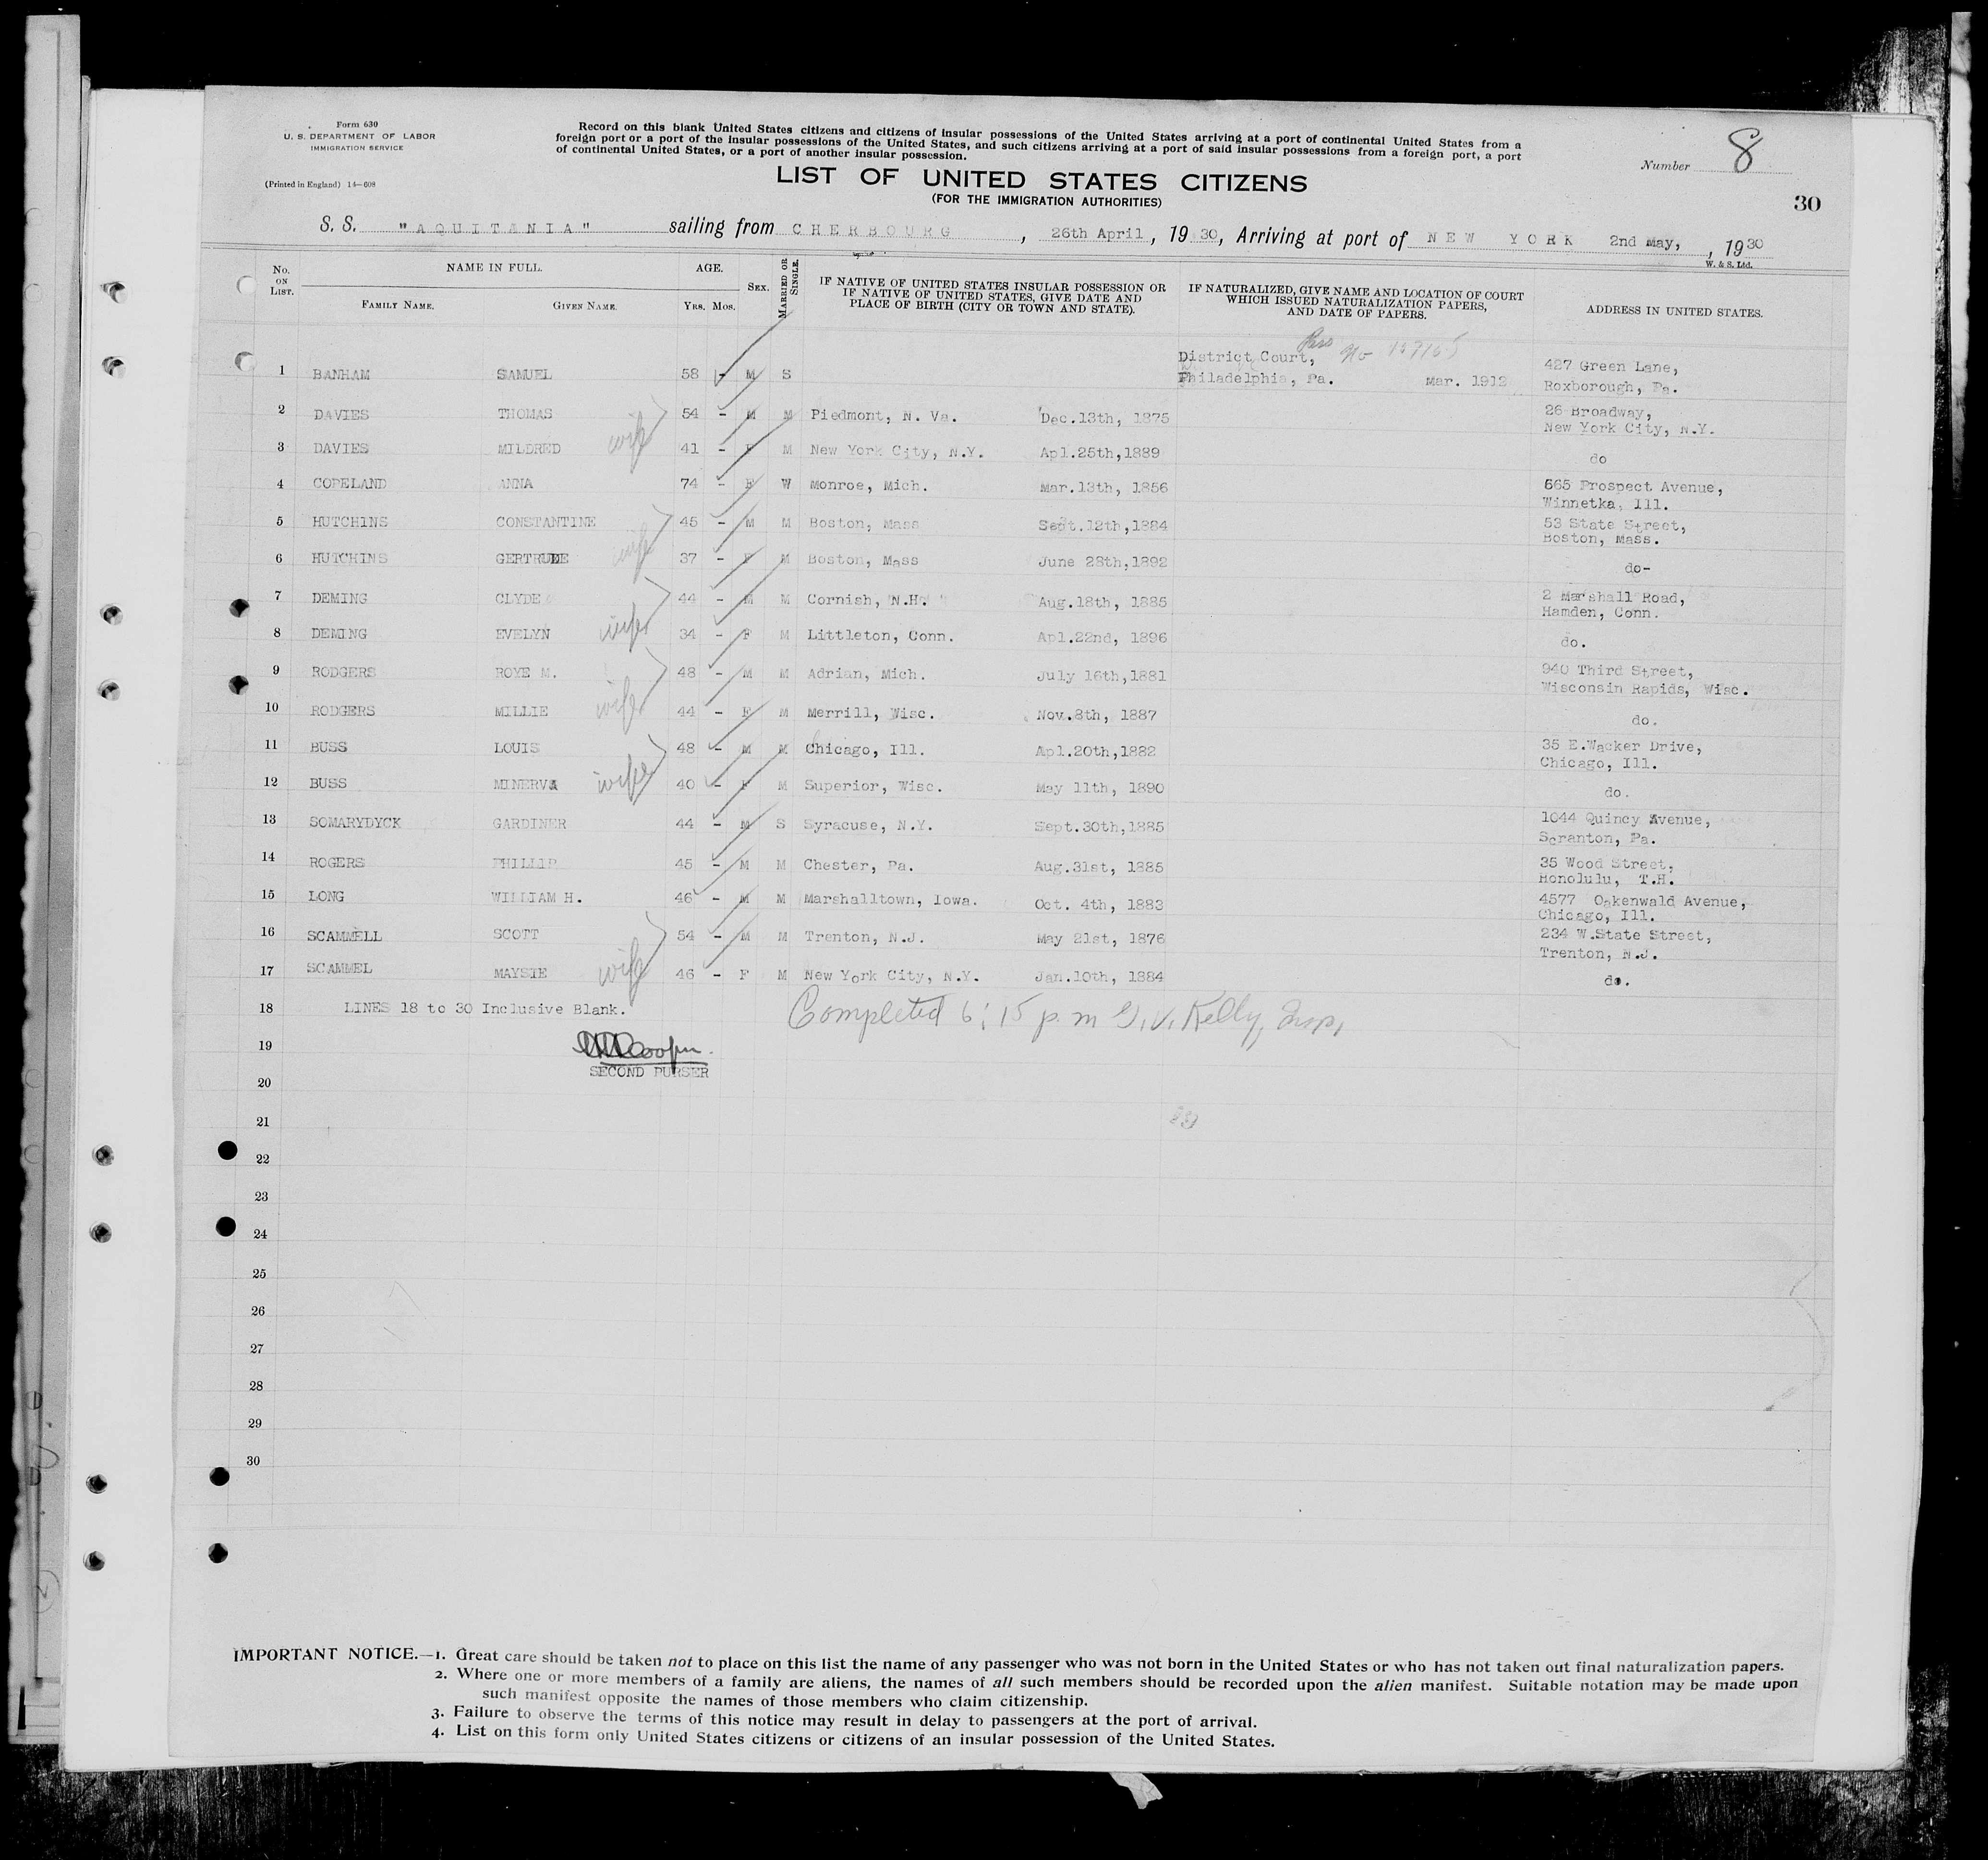 Form 630
U. S. DEPARTMENT OF LABOR
IMMIGRATION SERVICE
(Printed in England) 14—608
Record on this blank United States citizens and citizens of insular possessions of the United States arriving at a port of continental United States from a
foreign port or a port of the insular possessions of the United States, and such citizens arriving at a port of said insular possessions from a foreign port, a port
of continental United States, or a port of another insular possession.
Number 8
LIST OF UNITED STATES CITIZENS
(FOR THE IMMIGRATION AUTHORITIES)
30
S. S. "AQUITANIA" sailing from CHERBOURG, 26th April, 1930, Arriving at port of NEW YORK 2nd May, , 1930
W. & S. Ltd.
No. ON LIST. NAME IN FULL. FAMILY NAME. GIVEN NAME. AGE. YRS. MOS. SEX. MARRIED OR SINGLE. IF NATIVE OF UNITED STATES INSULAR POSSESSION OR IF NATIVE OF UNITED STATES, GIVE DATE AND PLACE OF BIRTH (CITY OR TOWN AND STATE). IF NATURALIZED, GIVE NAME AND LOCATION OF COURT WHICH ISSUED NATURALIZATION PAPERS, AND DATE OF PAPERS. ADDRESS IN UNITED STATES.
Pass No
1 BANHAM SAMUEL 58 - M S District Court, Philadelphia, Pa. Mar. 1912 427 Green Lane, Roxborough, Pa.
2 DAVIES THOMAS 54 - M M Piedmont, N. Va. Dec.13th, 1875 26 Broadway, New York City, N.Y.
3 DAVIES MILDRED wife 41 - F M New York City, N.Y. Apl.25th,1889 do
4 COPELAND ANNA 74 - F W Monroe, Mich. Mar.13th, 1856 565 Prospect Avenue, Winnetka, Ill.
5 HUTCHINS CONSTANTINE 45 - M M Boston, Mass Sept.12th,1884 53 State Street, Boston, Mass.
6 HUTCHINS GERTRUDE wife 37 - F M Boston, Mass June 28th,1892 do-
7 DEMING CLYDE 44 - M M Cornish, N.H. Aug.18th, 1885 2 Marshall Road, Hamden, Conn.
8 DEMING EVELYN wife 34 - F M Littleton, Conn. Apl.22nd, 1896 do.
9 RODGERS ROYE M. 48 - M M Adrian, Mich. July 16th,1881 940 Third Street, Wisconsin Rapids, Wisc.
10 RODGERS MILLIE wife 44 - F M Merrill, Wisc. Nov.8th, 1887 do.
11 BUSS LOUIS 48 - M M Chicago, Ill. Apl.20th,1882 35 E.Wacker Drive, Chicago, Ill.
12 BUSS MINERVA wife 40 - F M Superior, Wisc. May 11th, 1890 do.
13 SOMARYDYCK GARDINER 44 - M S Syracuse, N.Y. Sept.30th,1885 1044 Quincy Avenue, Scranton, Pa.
14 ROGERS PHILLIP 45 - M M Chester, Pa. Aug.31st, 1885 35 Wood Street, Honolulu, T.H.
15 LONG WILLIAM H. 46 - M M Marshalltown, Iowa. Oct. 4th, 1883 4577 Oakenwald Avenue, Chicago, Ill.
16 SCAMMELL SCOTT 54 - M M Trenton, N.J. May 21st, 1876 234 W.State Street, Trenton, N.J.
17 SCAMMEL MAYSIE wife 46 - F M New York City, N.Y. Jan.10th, 1884 do.
18 LINES 18 to 30 Inclusive Blank. Completed 6:15 p.m G.V. Kelly, Insp,
19 Cooper
SECOND PURSER
20
21
22
23
24
25
26
27
28
29
30
IMPORTANT NOTICE.—1. Great care should be taken not to place on this list the name of any passenger who was not born in the United States or who has not taken out final naturalization papers.
2. Where one or more members of a family are aliens, the names of all such members should be recorded upon the alien manifest. Suitable notation may be made upon
such manifest opposite the names of those members who claim citizenship.
3. Failure to observe the terms of this notice may result in delay to passengers at the port of arrival.
4. List on this form only United States citizens or citizens of an insular possession of the United States.